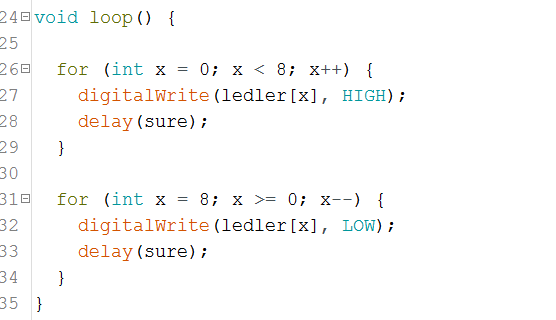 24 void loop() {
25
26   for (int x = 0; x < 8; x++) {
27     digitalWrite(ledler[x], HIGH);
28     delay(sure);
29   }
30
31   for (int x = 8; x >= 0; x--) {
32     digitalWrite(ledler[x], LOW);
33     delay(sure);
34   }
35 }